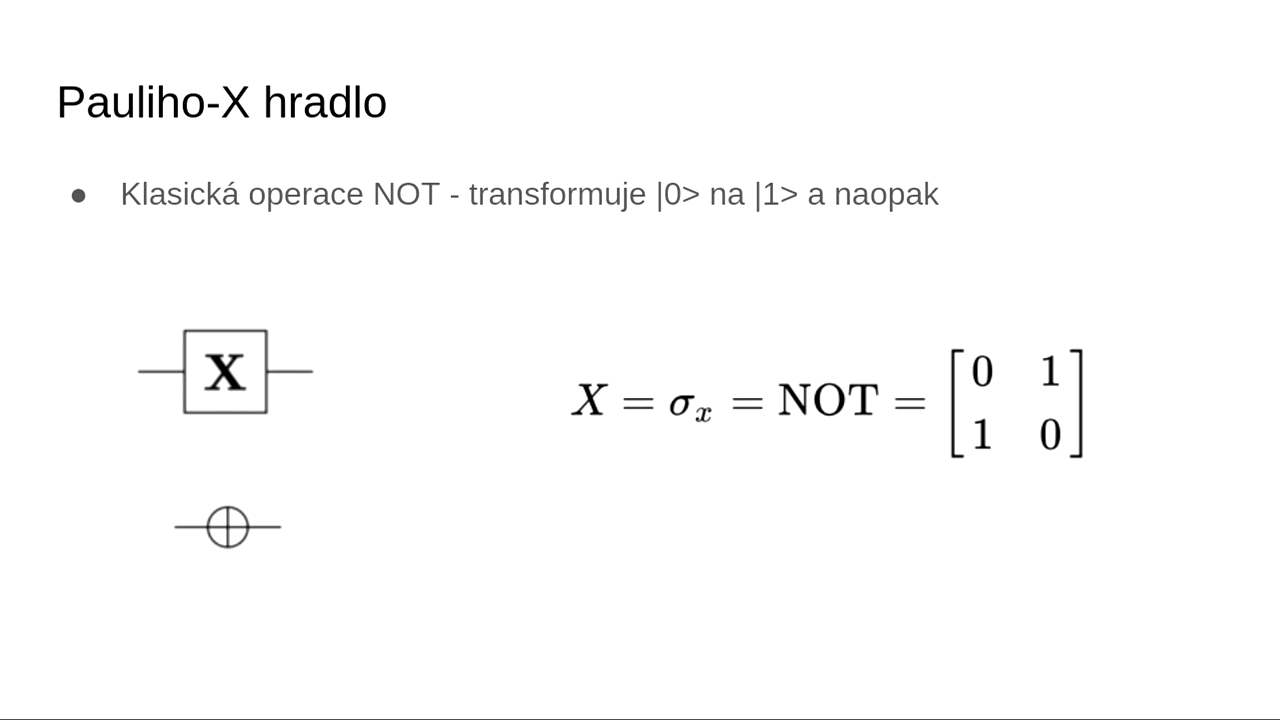 Pauliho-X hradlo
● Klasická operace NOT - transformuje |0> na |1> a naopak
X
X = σₓ = NOT = [0 1
1 0]